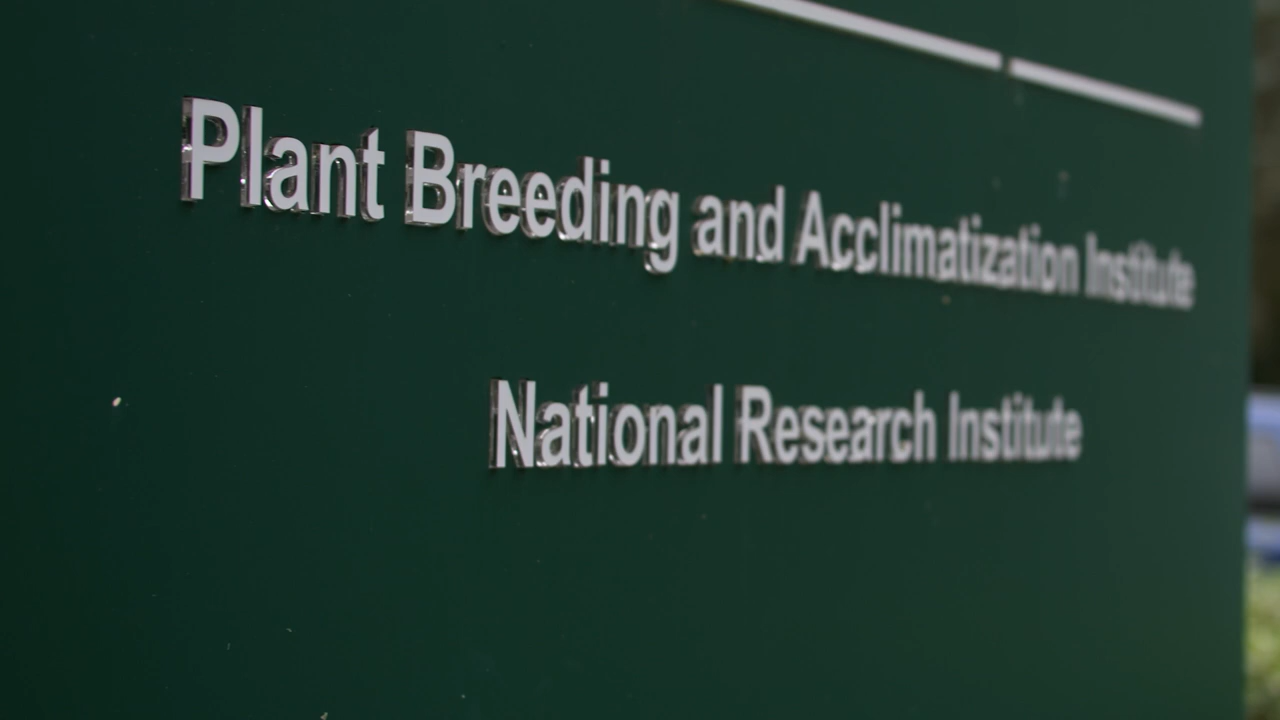 Plant Breeding and Acclimatization Institute
National Research Institute